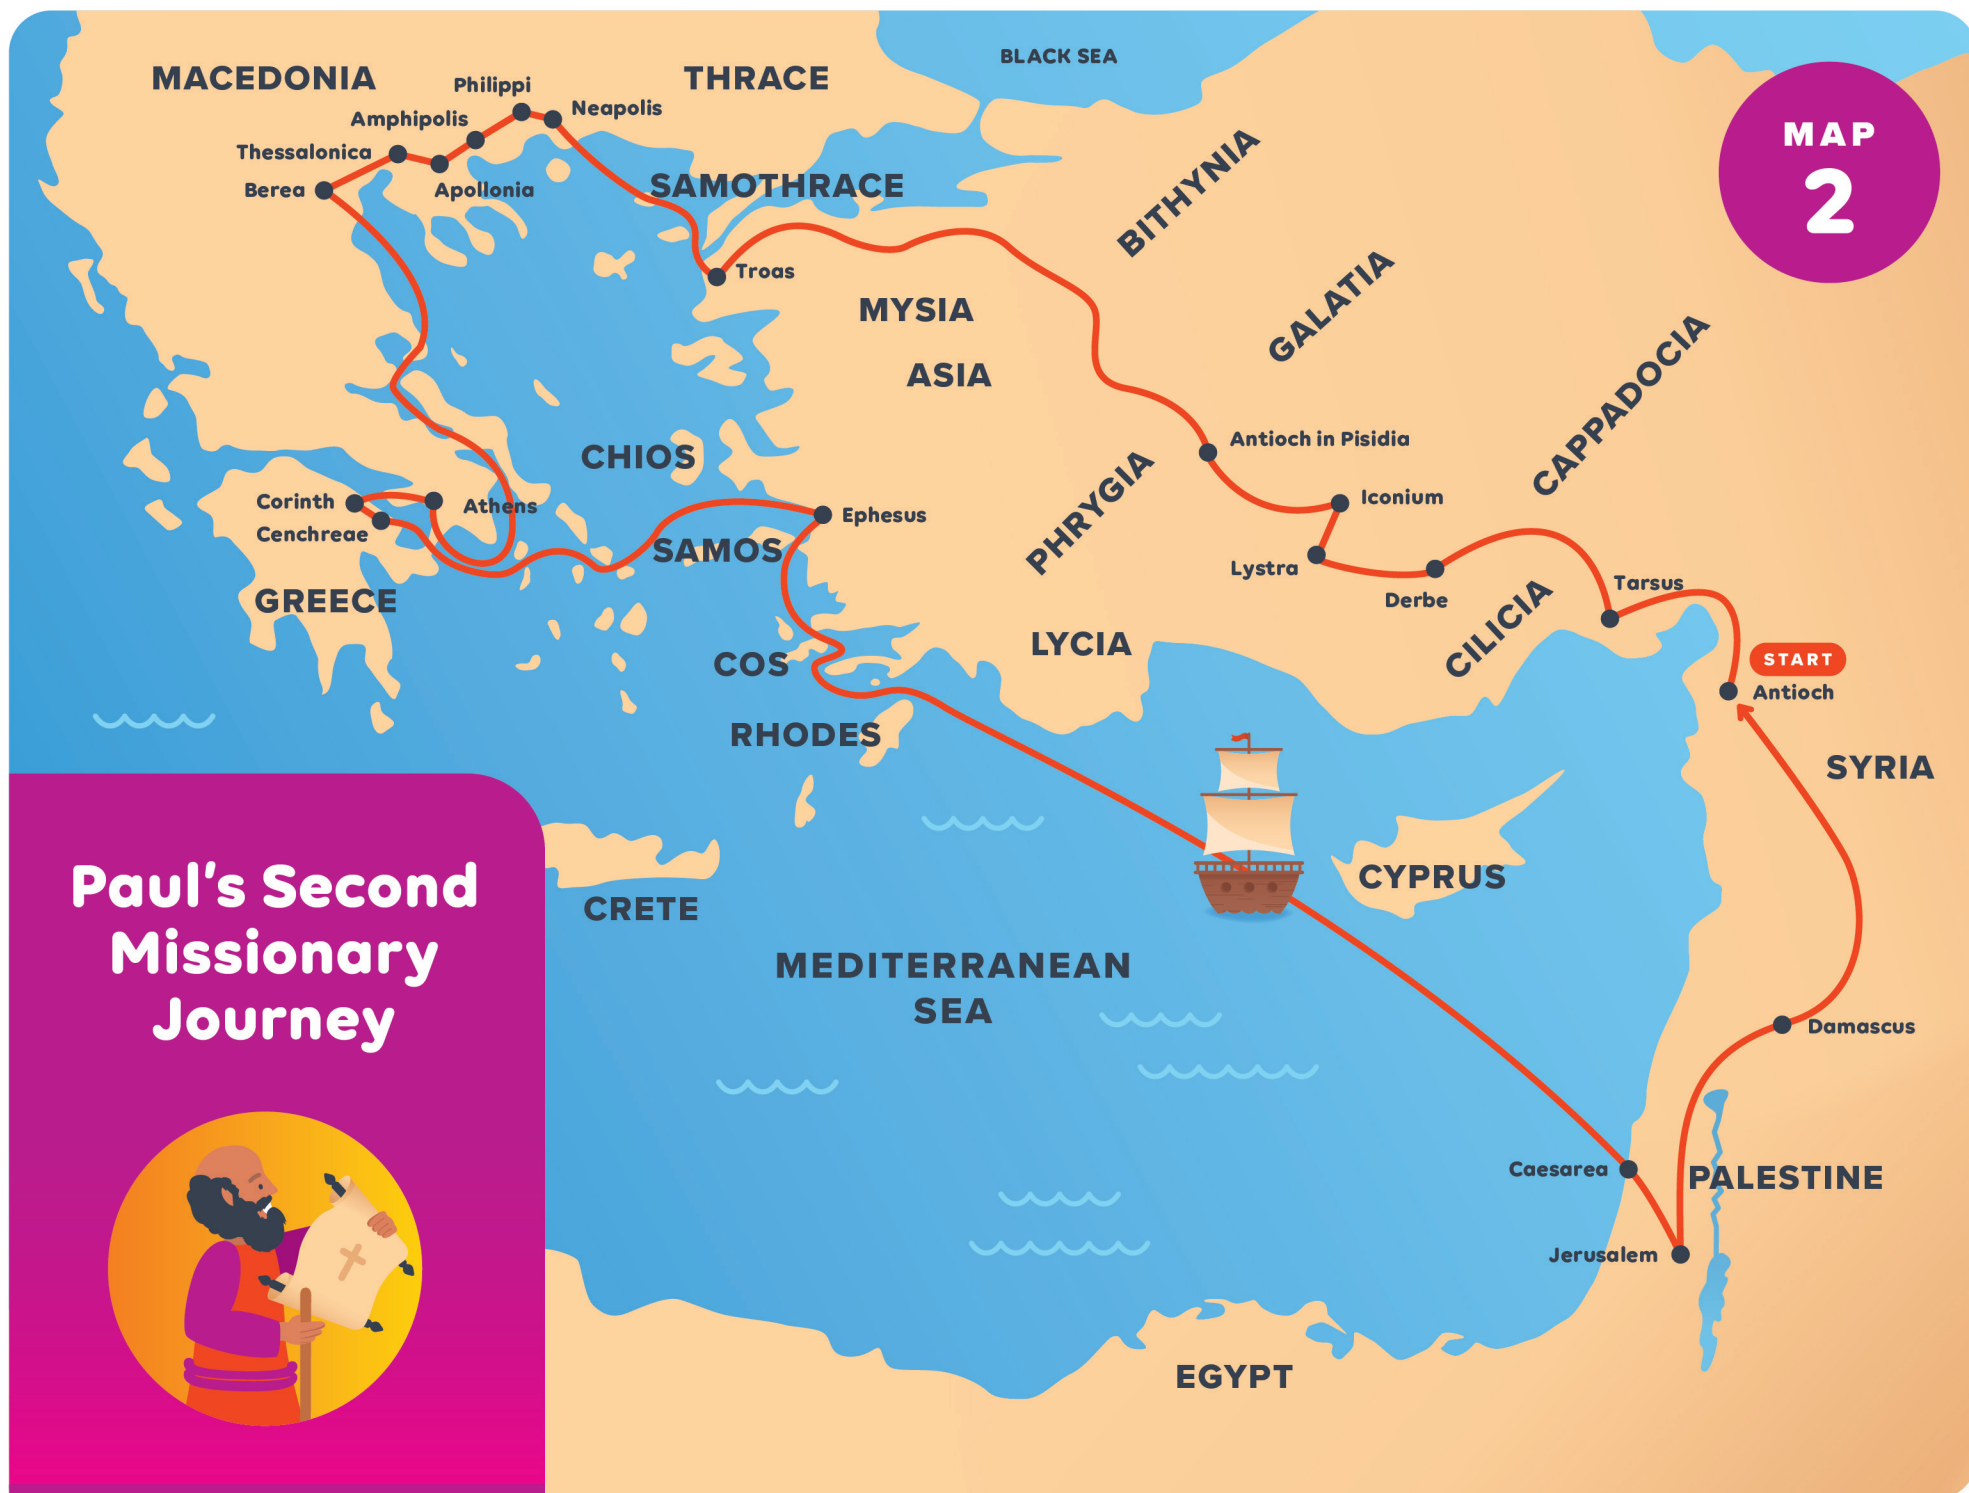 BLACK SEA
MACEDONIA
THRACE
Philippi
Neapolis
Amphipolis
Thessalonica
Apollonia
Berea
SAMOTHRACE
MAP
2
BITHYNIA
Troas
GALATIA
MYSIA
ASIA
CAPPADOCIA
Antioch in Pisidia
CHIOS
PHRYGIA
Iconium
Corinth
Athens
Ephesus
Cenchreae
SAMOS
Lystra
Derbe
Tarsus
GREECE
CILICIA
LYCIA
COS
START
Antioch
RHODES
SYRIA
CYPRUS
CRETE
Paul's Second
Missionary
Journey
MEDITERRANEAN
SEA
Damascus
Caesarea
PALESTINE
Jerusalem
EGYPT